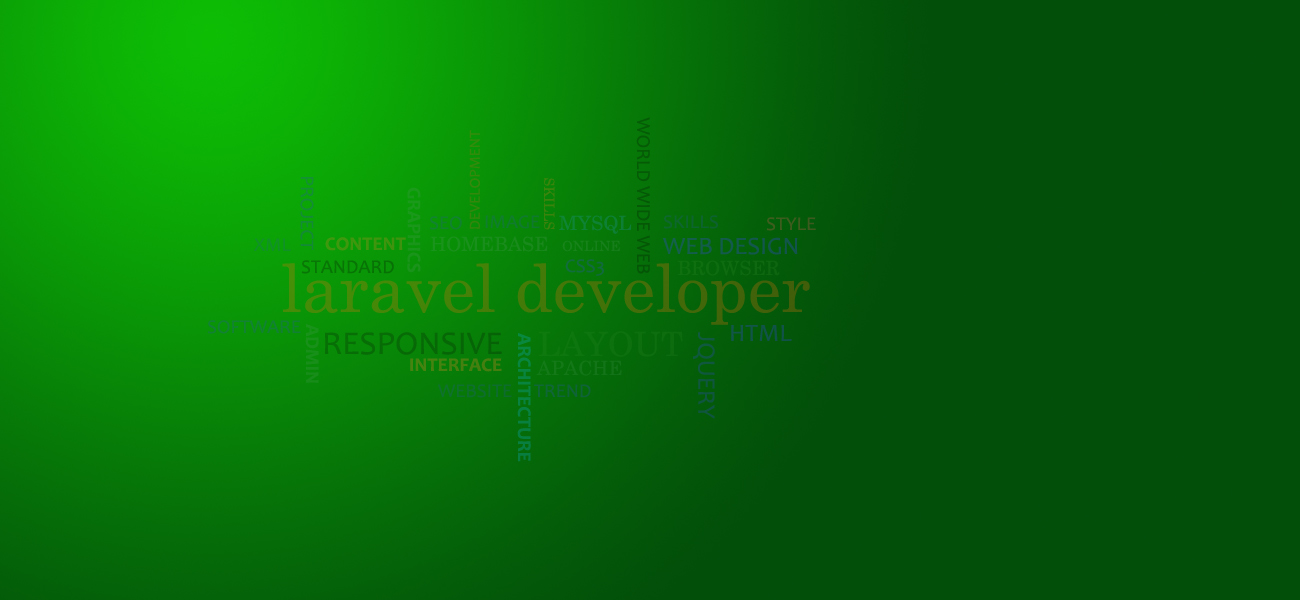 WORLD WIDE WEB
DEVELOPMENT
PROJECT
GRAPHICS
SKILLS
MYSQL
SKILLS
STYLE
XML
CONTENT
HOMEBASE
ONLINE
WEB DESIGN
STANDARD
CSS3
BROWSER
laravel developer
SOFTWARE
ADMIN
RESPONSIVE
ARCHITECTURE
LAYOUT
JQUERY
HTML
INTERFACE
APACHE
WEBSITE
TREND